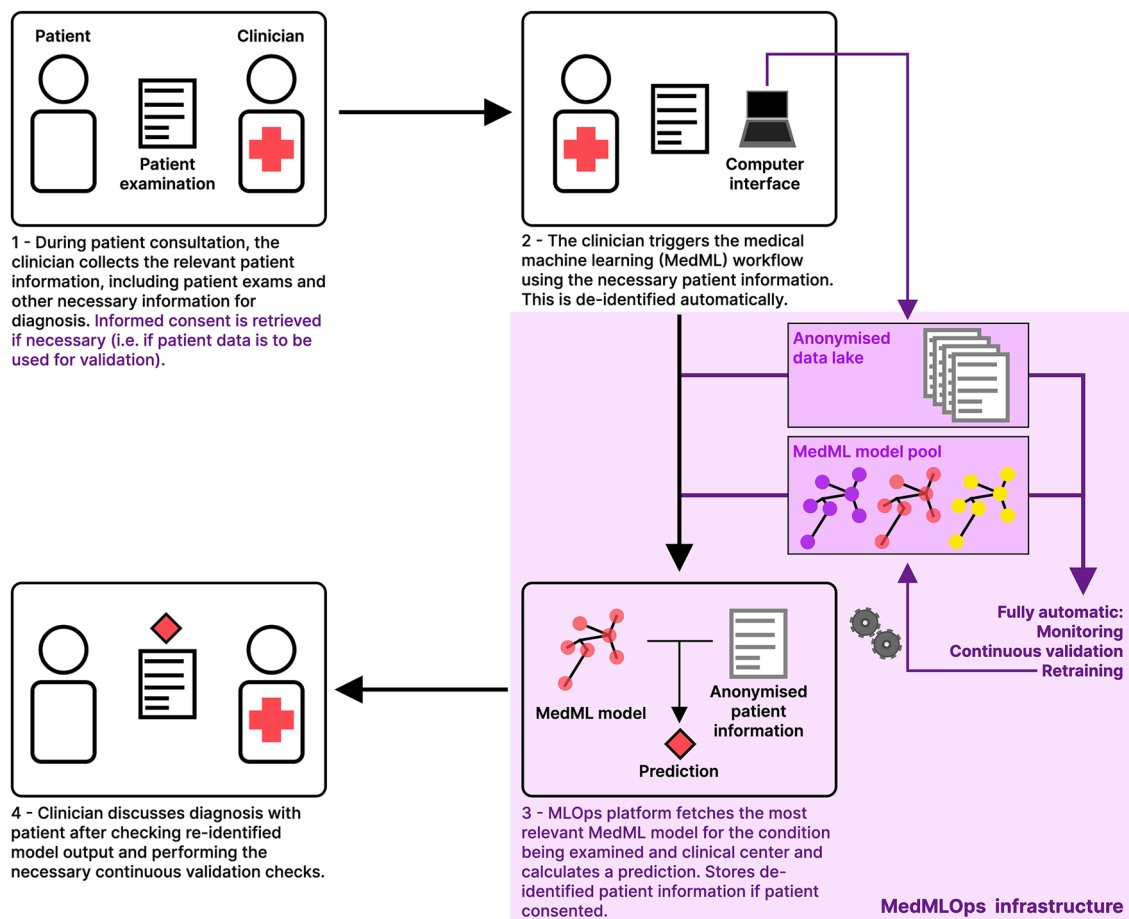 Patient
Clinician
Patient
examination
1 - During patient consultation, the
clinician collects the relevant patient
information, including patient exams and
other necessary information for
diagnosis. Informed consent is retrieved
if necessary (i.e. if patient data is to be
used for validation).
Computer
interface
2 - The clinician triggers the medical
machine learning (MedML) workflow
using the necessary patient information.
This is de-identified automatically.
Anonymised
data lake
MedML model pool
Fully automatic:
Monitoring
Continuous validation
Retraining
MedML model
Anonymised
patient
information
Prediction
3 - MLOps platform fetches the most
relevant MedML model for the condition
being examined and clinical center and
calculates a prediction. Stores de-
identified patient information if patient
consented.
MedMLOps infrastructure
4 - Clinician discusses diagnosis with
patient after checking re-identified
model output and performing the
necessary continuous validation checks.